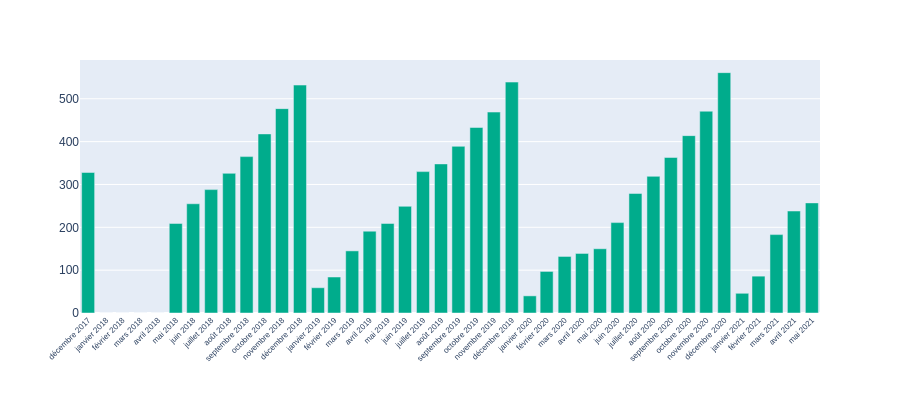 500
400
300
200
100
0
décembre 2017
janvier 2018
février 2018
mars 2018
avril 2018
mai 2018
juin 2018
juillet 2018
août 2018
septembre 2018
octobre 2018
novembre 2018
décembre 2018
janvier 2019
février 2019
mars 2019
avril 2019
mai 2019
juin 2019
juillet 2019
août 2019
septembre 2019
octobre 2019
novembre 2019
décembre 2019
janvier 2020
février 2020
mars 2020
avril 2020
mai 2020
juin 2020
juillet 2020
août 2020
septembre 2020
octobre 2020
novembre 2020
décembre 2020
janvier 2021
février 2021
mars 2021
avril 2021
mai 2021